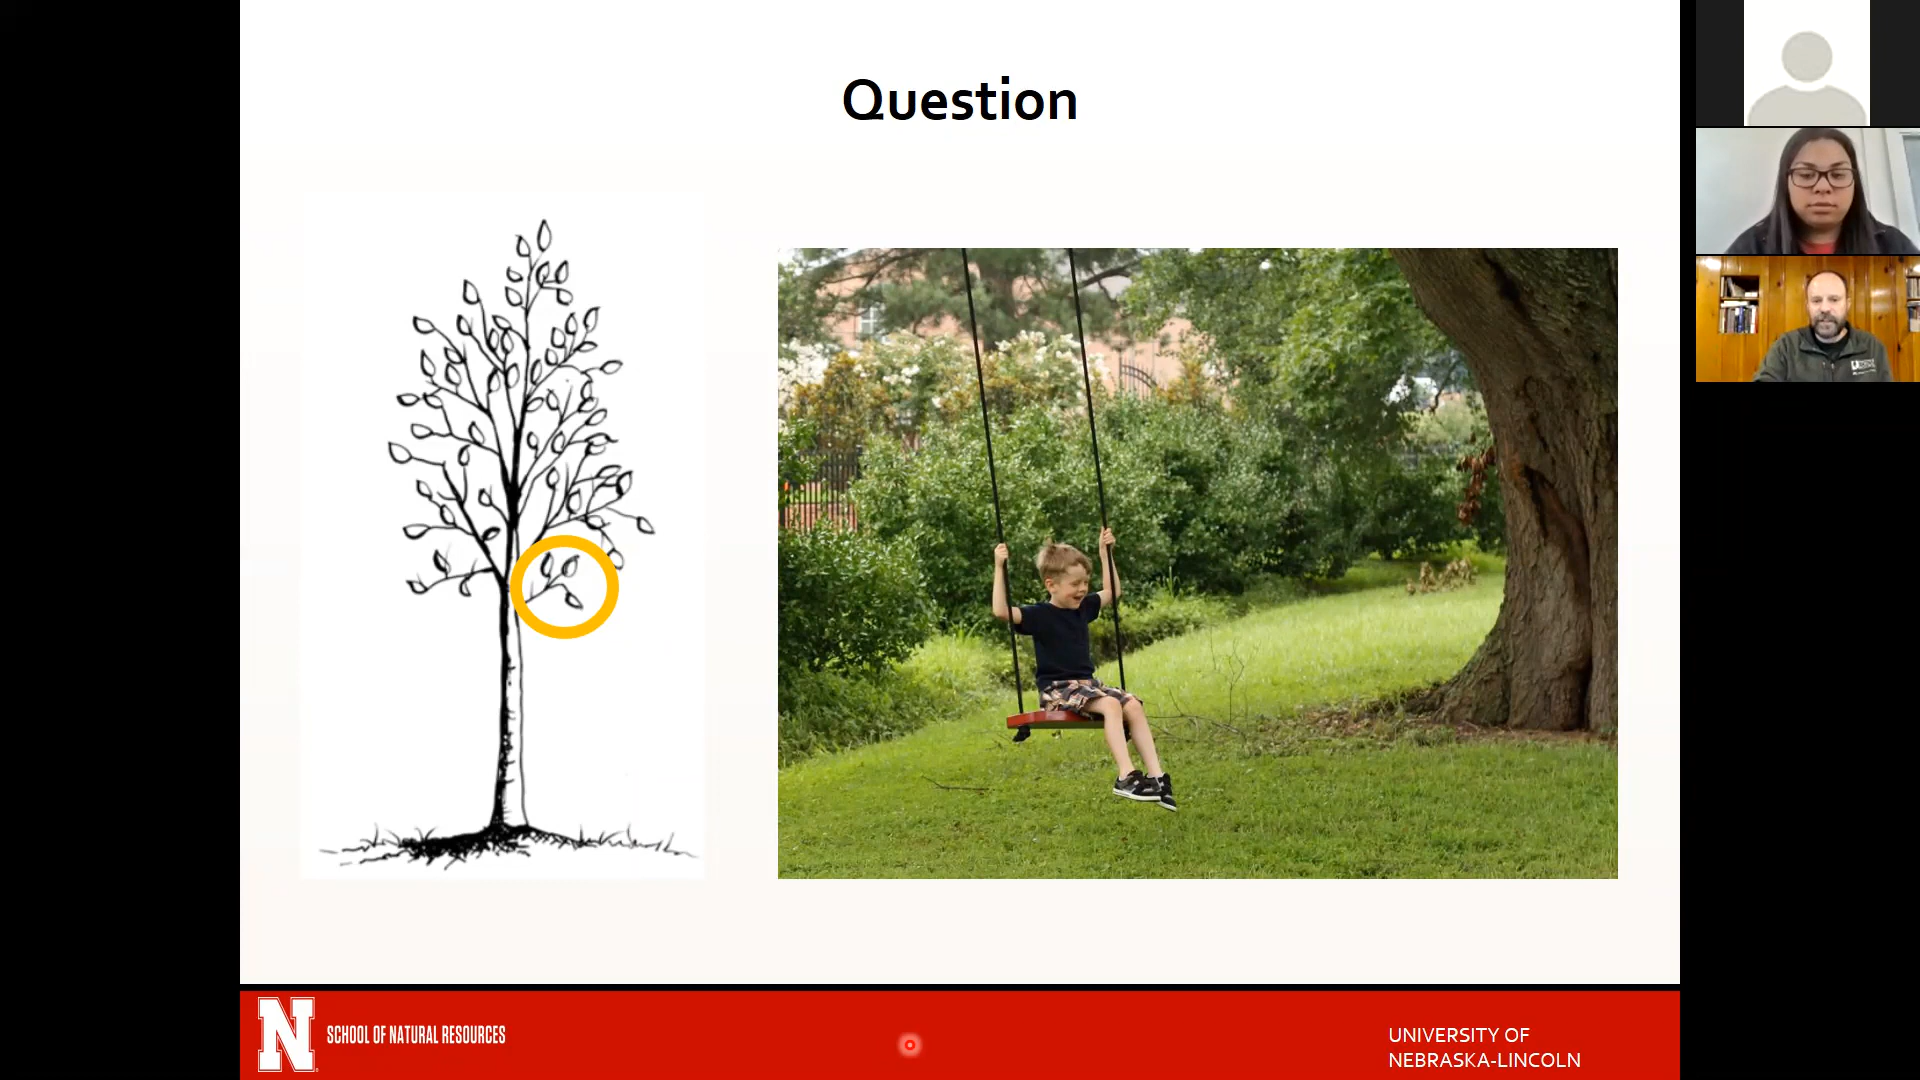 Question
N
SCHOOL OF NATURAL RESOURCES
UNIVERSITY OF
NEBRASKA-LINCOLN